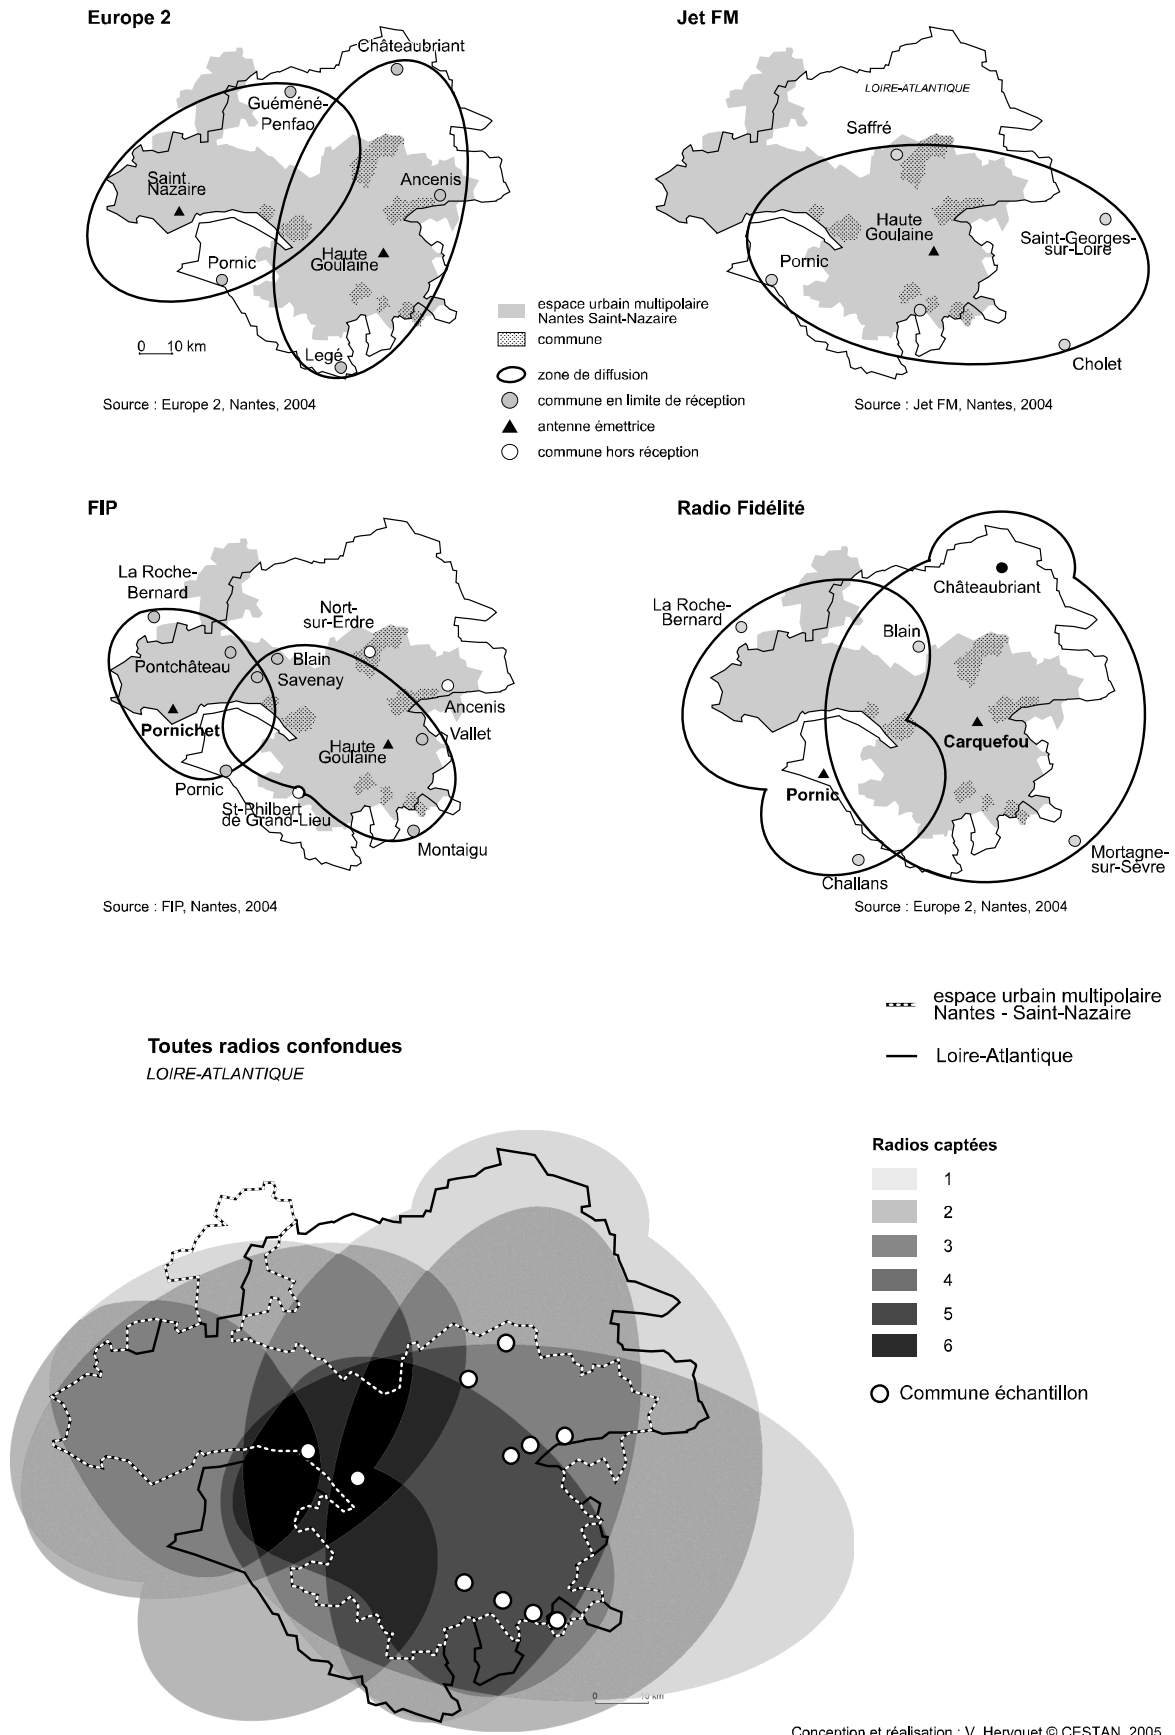 Europe 2
Châteaubriant
Guéméné-
Penfao
Saint
Nazaire
Ancenis
Haute
Goulaine
Pornic
Legé
0 10 km
Source : Europe 2, Nantes, 2004
Jet FM
LOIRE-ATLANTIQUE
Saffré
Haute
Goulaine
Saint-Georges-
sur-Loire
Pornic
Cholet
Source : Jet FM, Nantes, 2004
espace urbain multipolaire
Nantes Saint-Nazaire
commune
zone de diffusion
commune en limite de réception
antenne émettrice
commune hors réception
FIP
La Roche-
Bernard
Nort-
sur-Erdre
Pontchâteau
Blain
Savenay
Ancenis
Pornichet
Vallet
Haute
Goulaine
Pornic
St-Philbert
de Grand-Lieu
Montaigu
Source : FIP, Nantes, 2004
Radio Fidélité
Châteaubriant
La Roche-
Bernard
Blain
Carquefou
Pornic
Mortagne-
sur-Sèvre
Challans
Source : Europe 2, Nantes, 2004
espace urbain multipolaire
Nantes - Saint-Nazaire
Loire-Atlantique
Toutes radios confondues
LOIRE-ATLANTIQUE
Radios captées
1
2
3
4
5
6
Commune échantillon
0 10 km
Conception et réalisation : V. Hervouet © CESTAN, 2005